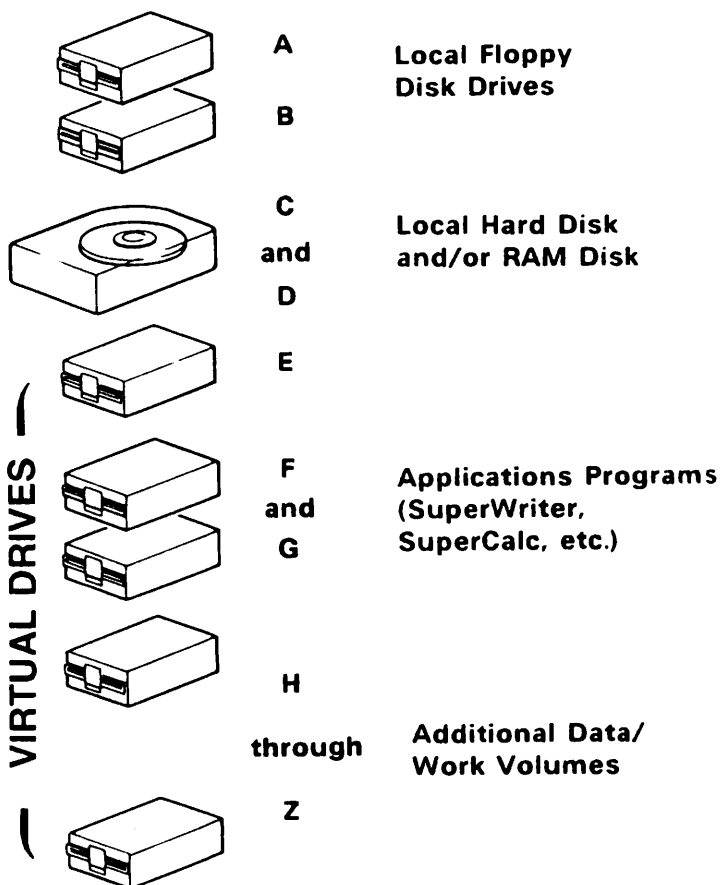 A
Local Floppy
Disk Drives
B
C
and
D
Local Hard Disk
and/or RAM Disk
E
F
and
G
Applications Programs
(SuperWriter,
SuperCalc, etc.)
H
through
Z
Additional Data/
Work Volumes
VIRTUAL DRIVES